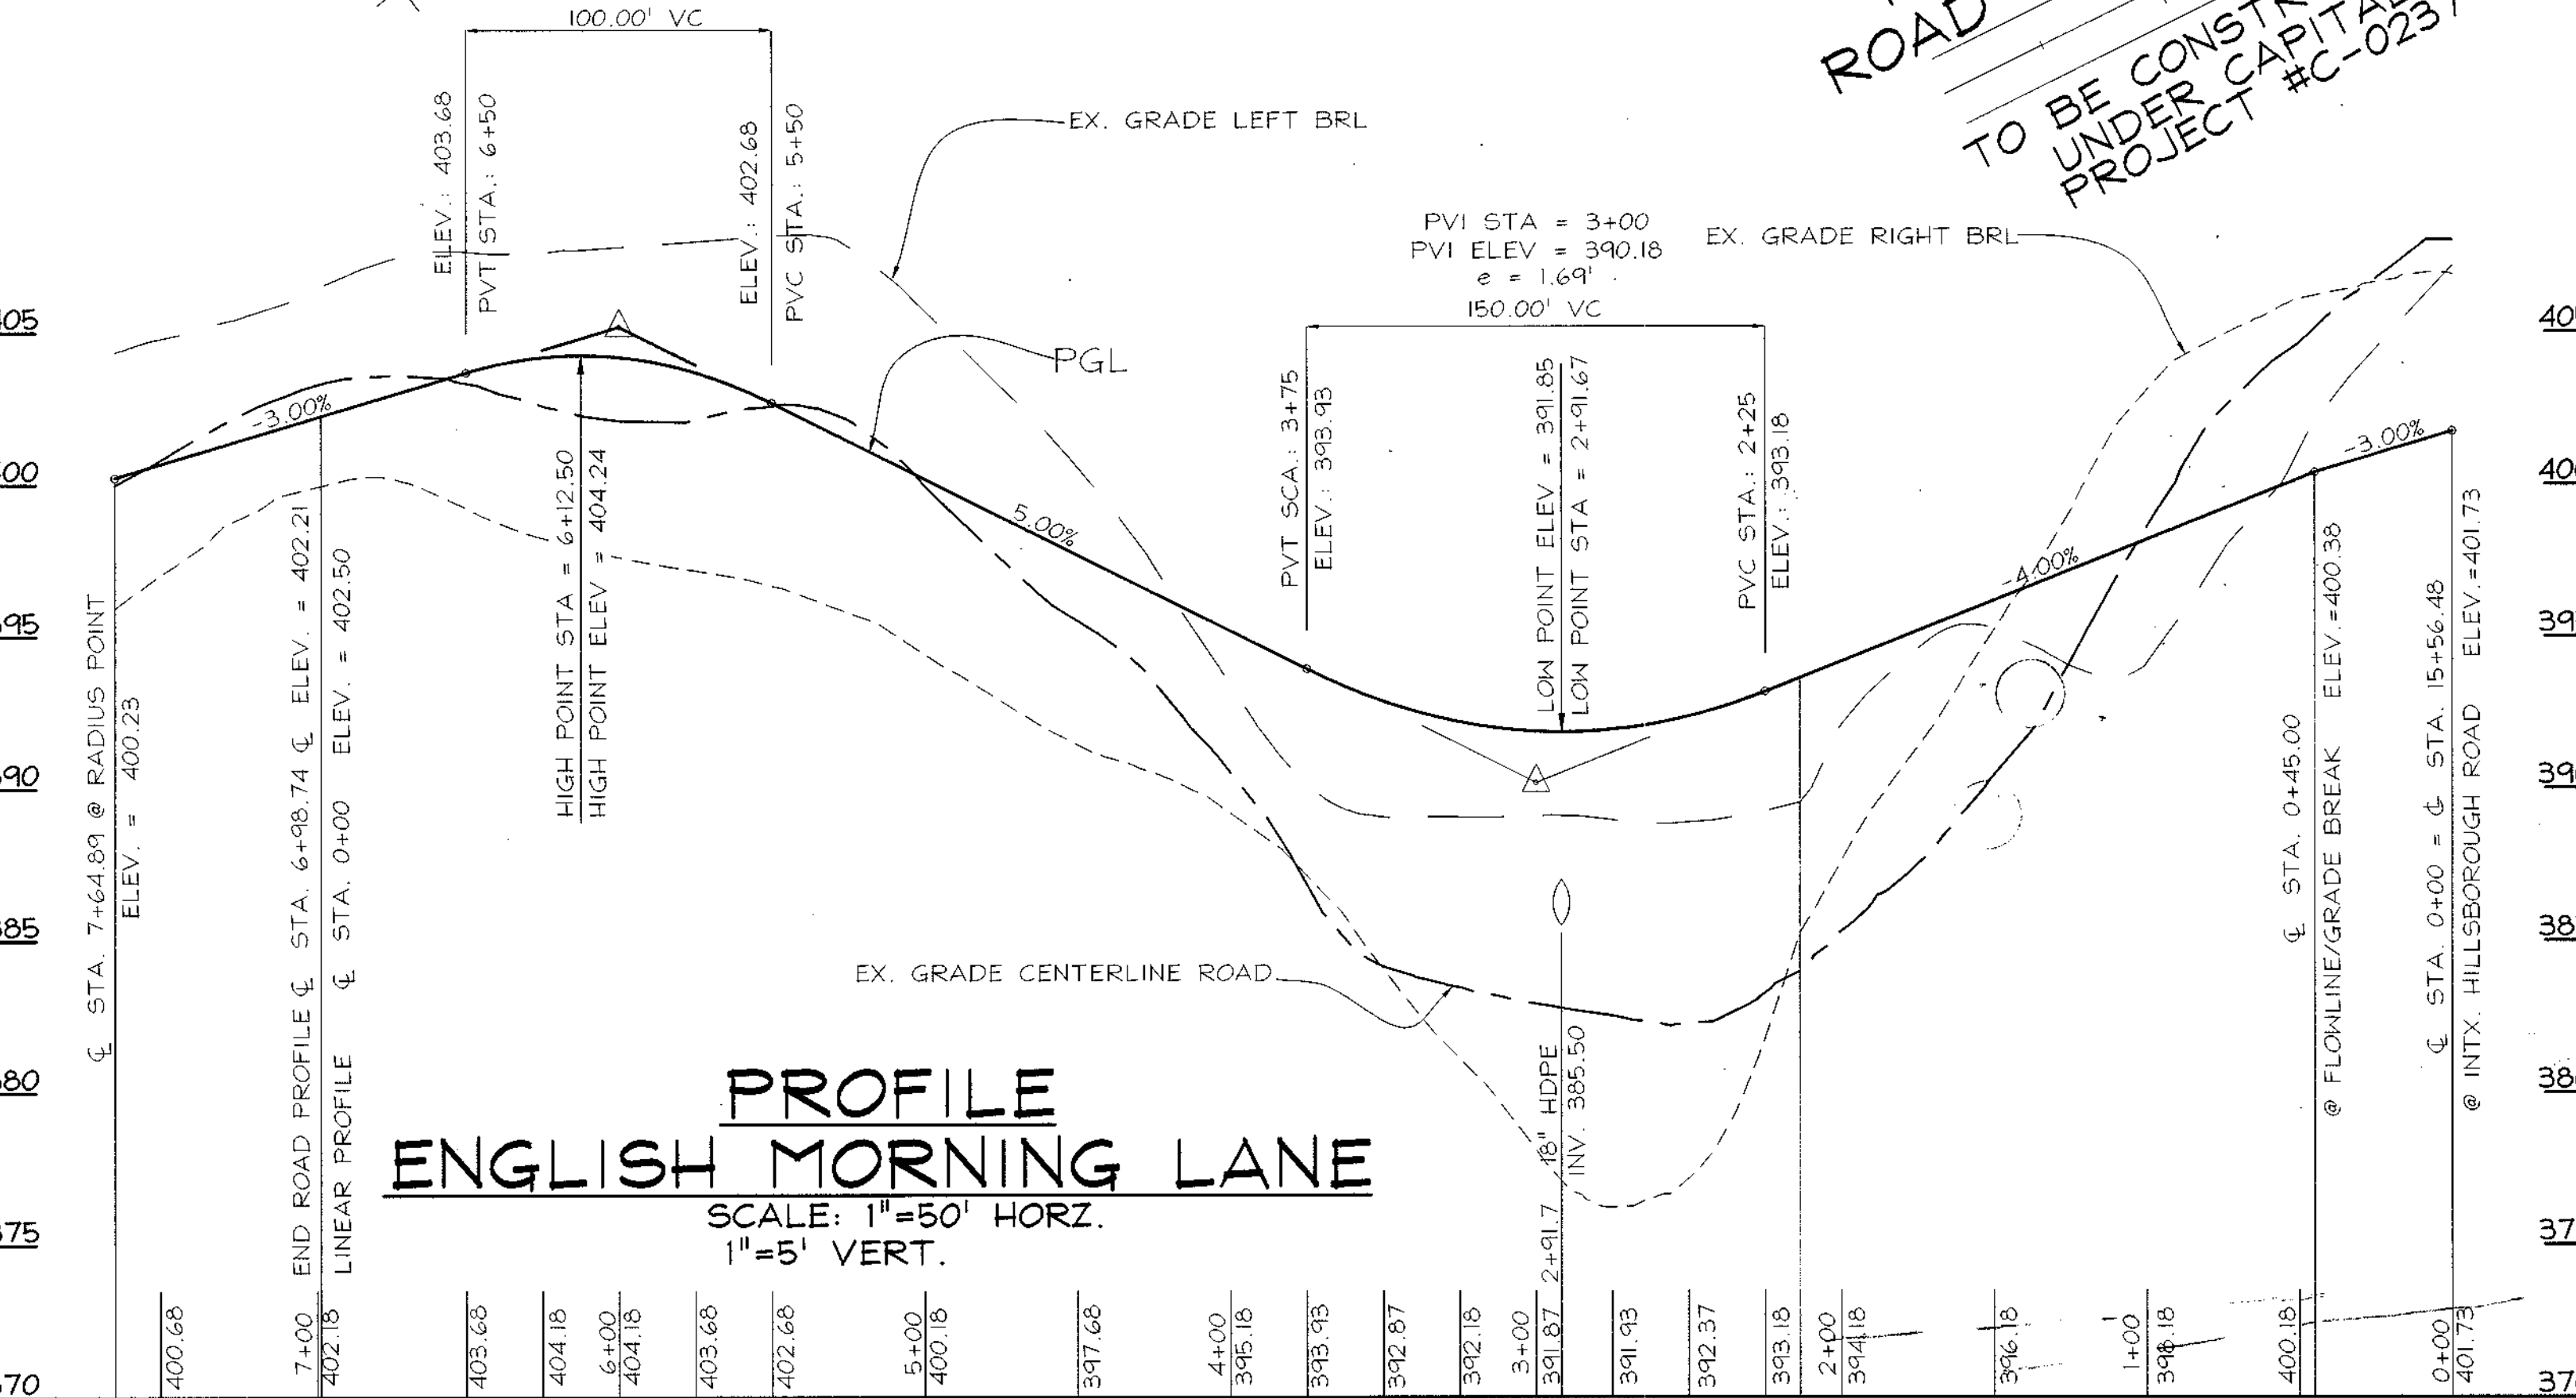 100.00' VC
ELEV.: 403.68
PVT STA.: 6+50
ELEV.: 402.68
PVC STA.: 5+50
EX. GRADE LEFT BRL
ROAD
TO BE
UNDER
PROJECT #C-0237
PVI STA = 3+00
PVI ELEV = 390.18
e = 1.69'
150.00' VC
EX. GRADE RIGHT BRL
PGL
-3.00%
5.00%
-4.00%
-3.00%
PVT SCA.: 3+75
ELEV.: 393.93
LOW POINT ELEV = 391.85
LOW POINT STA = 2+91.67
PVC STA.: 2+25
ELEV.: 393.18
HIGH POINT STA = 6+12.50
HIGH POINT ELEV = 404.24
℄ STA. 7+64.89 @ RADIUS POINT
ELEV. = 400.23
END ROAD PROFILE ℄ STA. 6+98.74 ℄ ELEV. = 402.21
LINEAR PROFILE ℄ STA. 0+00 ELEV. = 402.50
℄ STA. 0+45.00
@ FLOWLINE/GRADE BREAK ELEV.=400.38
℄ STA. 0+00 = ℄ STA. 15+56.48
@ INTX. HILLSBOROUGH ROAD ELEV.=401.73
EX. GRADE CENTERLINE ROAD
2+91.7 18" HDPE
INV. 385.50
PROFILE
ENGLISH MORNING LANE
SCALE: 1"=50' HORZ.
1"=5' VERT.
400.68
7+00
402.18
403.68
404.18
6+00
404.18
403.68
402.68
5+00
400.18
397.68
4+00
395.18
393.93
392.87
392.18
3+00
391.87
391.93
392.37
393.18
2+00
394.18
396.18
1+00
398.18
400.18
0+00
401.73